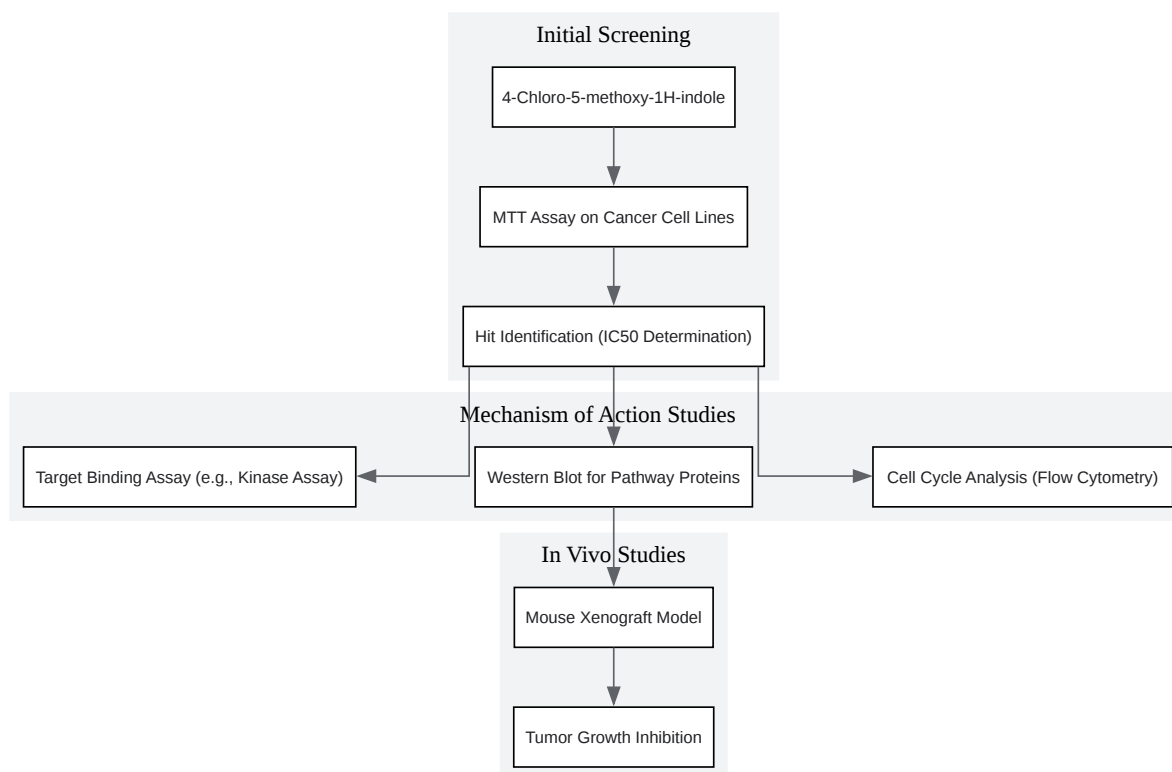 Initial Screening
4-Chloro-5-methoxy-1H-indole
MTT Assay on Cancer Cell Lines
Hit Identification (IC50 Determination)
Mechanism of Action Studies
Target Binding Assay (e.g., Kinase Assay)
Western Blot for Pathway Proteins
Cell Cycle Analysis (Flow Cytometry)
In Vivo Studies
Mouse Xenograft Model
Tumor Growth Inhibition